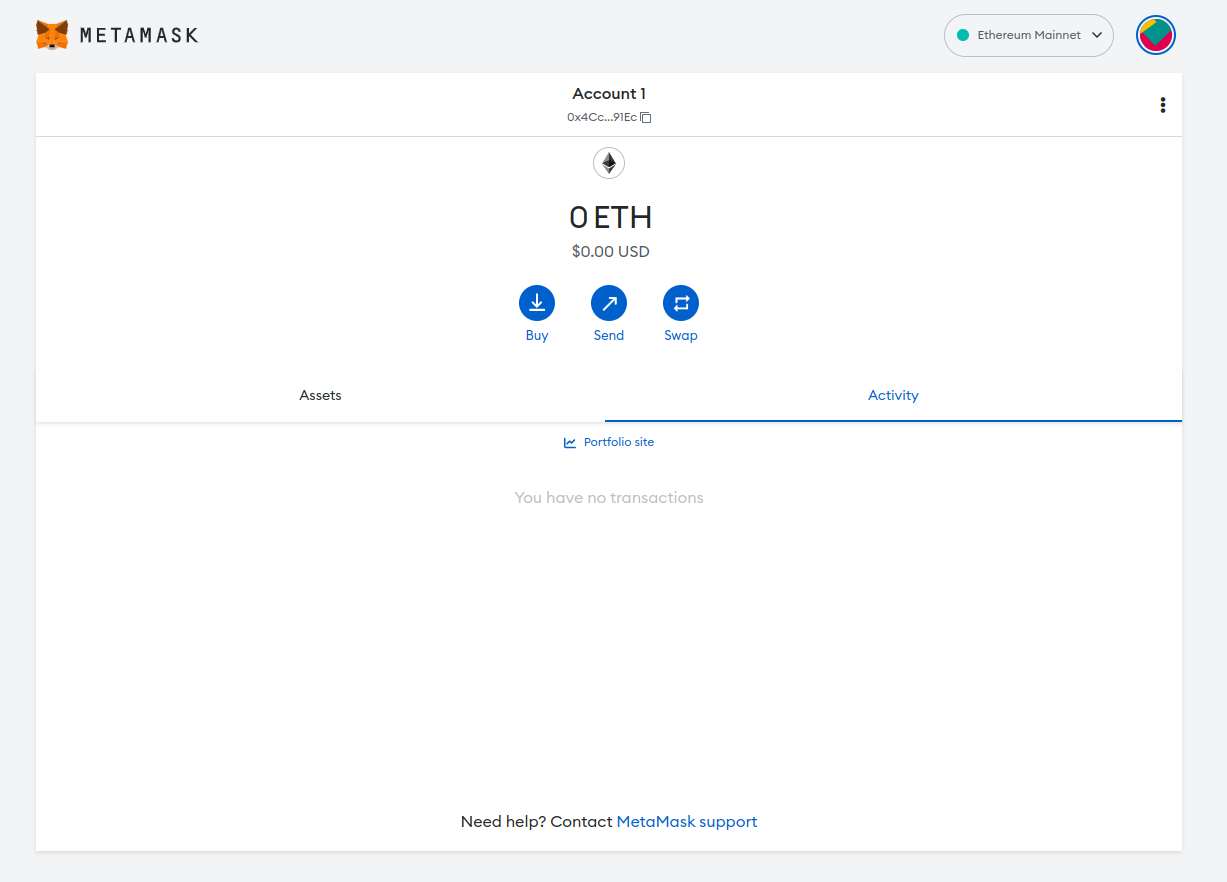 METAMASK
Ethereum Mainnet
Account 1
0x4Cc...91Ec
0 ETH
$0.00 USD
Buy Send Swap
Assets Activity
Portfolio site
You have no transactions
Need help? Contact MetaMask support